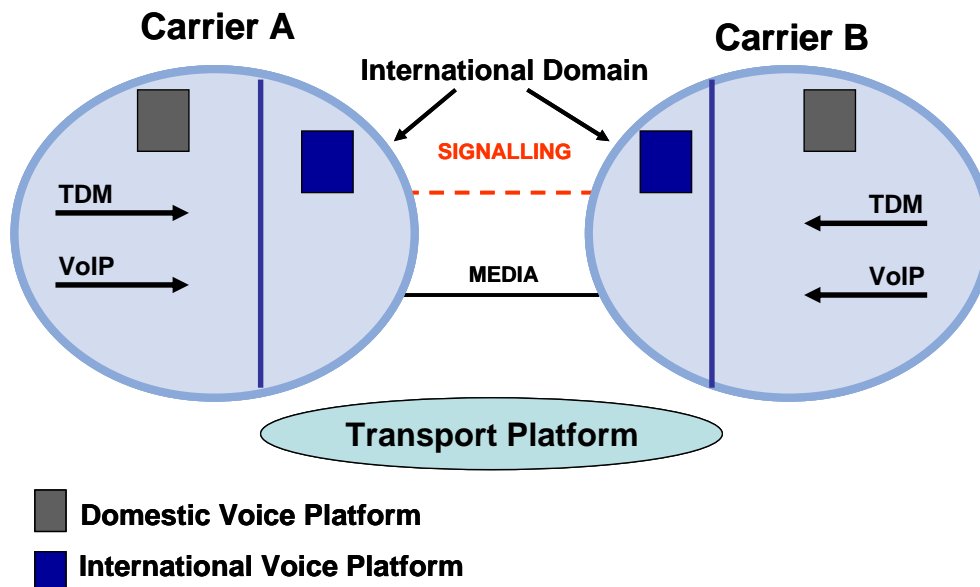 Carrier A
Carrier B
International Domain
SIGNALLING
TDM
TDM
VoIP
VoIP
MEDIA
Transport Platform
Domestic Voice Platform
International Voice Platform